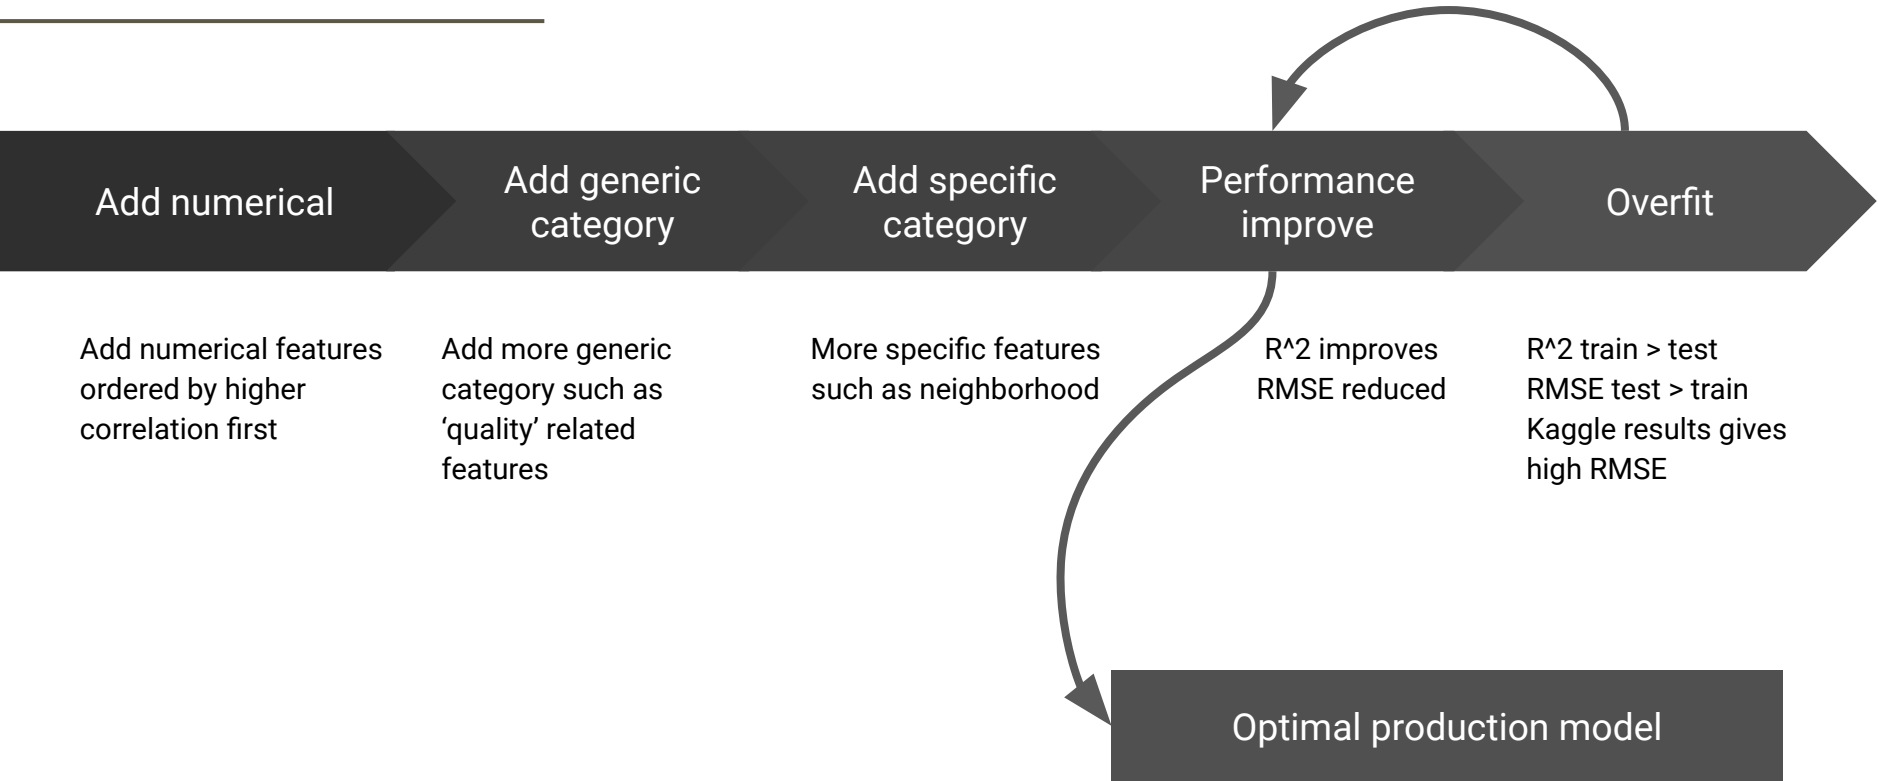 Add numerical
Add generic
category
Add specific
category
Performance
improve
Overfit
Add numerical features
ordered by higher
correlation first
Add more generic
category such as
‘quality’ related
features
More specific features
such as neighborhood
R^2 improves
RMSE reduced
R^2 train > test
RMSE test > train
Kaggle results gives
high RMSE
Optimal production model